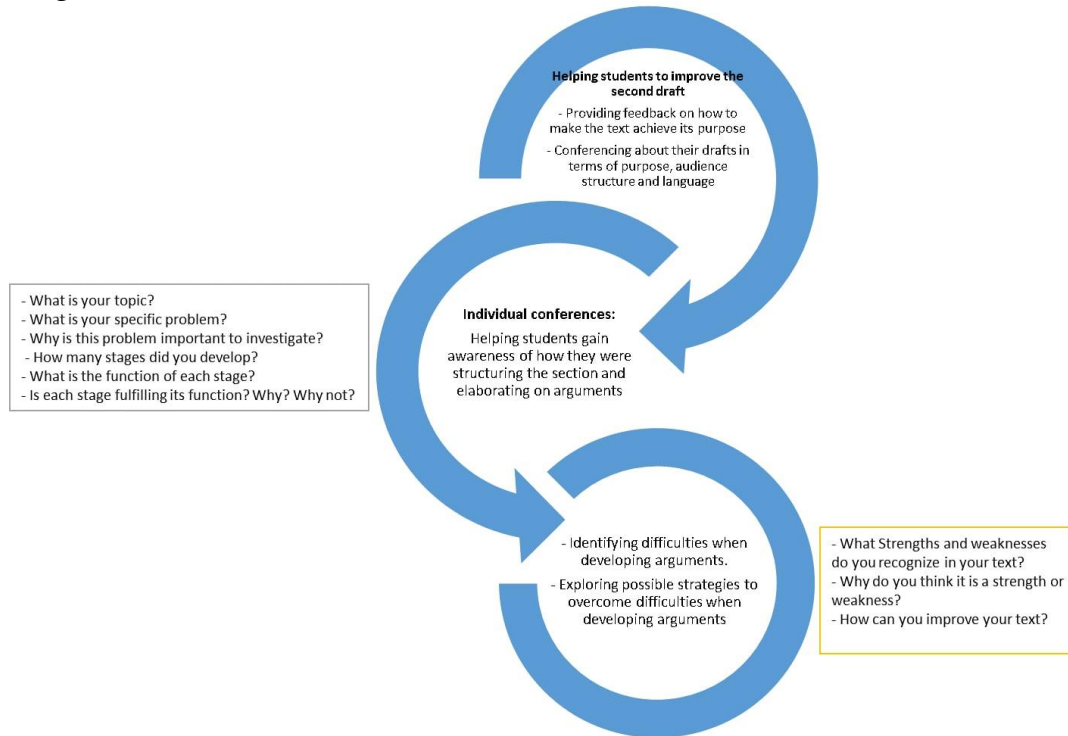 Helping students to improve the
second draft
- Providing feedback on how to
make the text achieve its purpose
- Conferencing about their drafts in
terms of purpose, audience
structure and language
- What is your topic?
- What is your specific problem?
- Why is this problem important to investigate?
- How many stages did you develop?
- What is the function of each stage?
- Is each stage fulfilling its function? Why? Why not?
Individual conferences:
Helping students gain
awareness of how they were
structuring the section and
elaborating on arguments
- Identifying difficulties when
developing arguments.
- Exploring possible strategies to
overcome difficulties when
developing arguments
- What Strengths and weaknesses
do you recognize in your text?
- Why do you think it is a strength or
weakness?
- How can you improve your text?